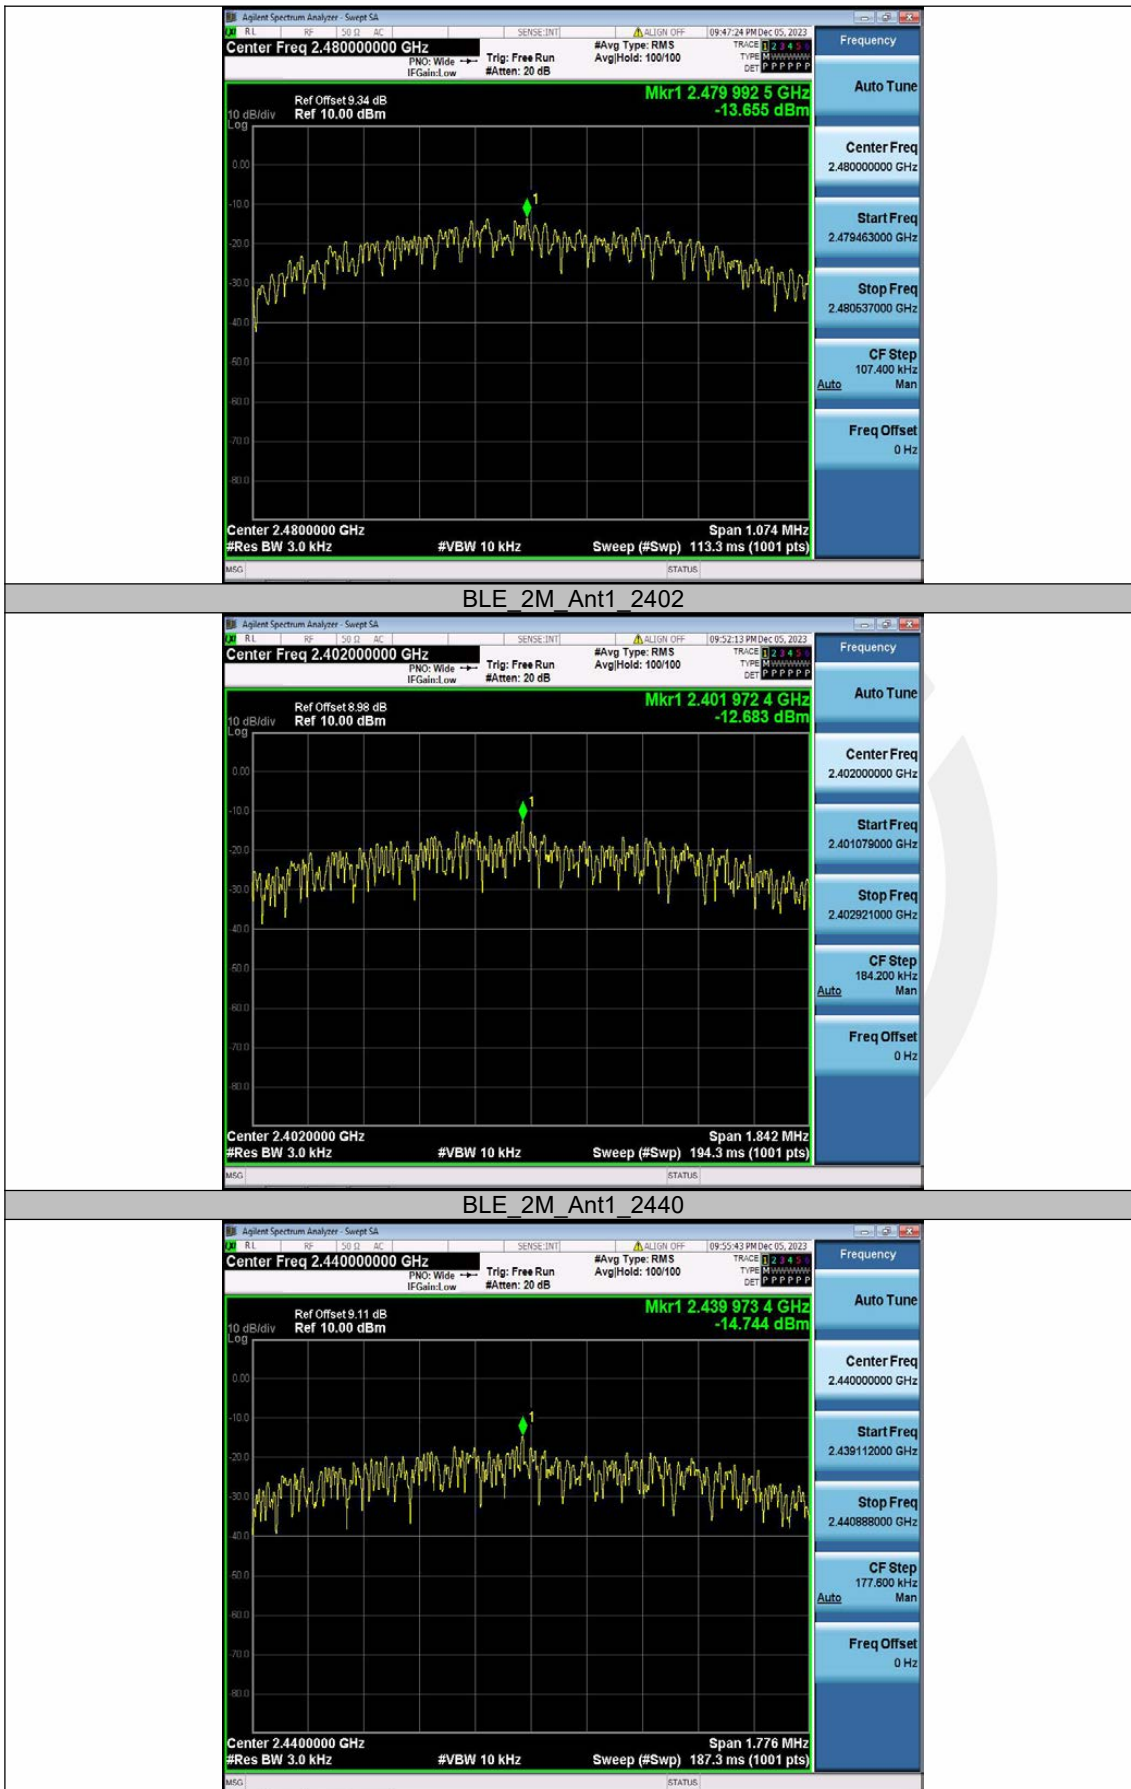 Agilent Spectrum Analyzer - Swept SA
RL RF 50 Ω AC SENSE:INT ALIGN OFF 09:47:24 PM Dec 05, 2023
Center Freq 2.480000000 GHz
PNO: Wide
IFGain:Low
Trig: Free Run
#Atten: 20 dB
#Avg Type: RMS
Avg|Hold: 100/100
TRACE 1 2 3 4 5 6
TYPE M W W W W W
DET P P P P P P
Mkr1 2.479 992 5 GHz
-13.655 dBm
Ref Offset 9.34 dB
10 dB/div Ref 10.00 dBm
Log
0.00
-10.0
-20.0
-30.0
-40.0
-50.0
-60.0
-70.0
-80.0
1
Center 2.4800000 GHz Span 1.074 MHz
#Res BW 3.0 kHz #VBW 10 kHz Sweep (#Swp) 113.3 ms (1001 pts)
MSG STATUS
Frequency
Auto Tune
Center Freq
2.480000000 GHz
Start Freq
2.479463000 GHz
Stop Freq
2.480537000 GHz
CF Step
107.400 kHz
Auto Man
Freq Offset
0 Hz
BLE_2M_Ant1_2402
Agilent Spectrum Analyzer - Swept SA
RL RF 50 Ω AC SENSE:INT ALIGN OFF 09:52:13 PM Dec 05, 2023
Center Freq 2.402000000 GHz
PNO: Wide
IFGain:Low
Trig: Free Run
#Atten: 20 dB
#Avg Type: RMS
Avg|Hold: 100/100
TRACE 1 2 3 4 5 6
TYPE M W W W W W
DET P P P P P P
Mkr1 2.401 972 4 GHz
-12.683 dBm
Ref Offset 8.98 dB
10 dB/div Ref 10.00 dBm
Log
0.00
-10.0
-20.0
-30.0
-40.0
-50.0
-60.0
-70.0
-80.0
1
Center 2.4020000 GHz Span 1.842 MHz
#Res BW 3.0 kHz #VBW 10 kHz Sweep (#Swp) 194.3 ms (1001 pts)
MSG STATUS
Frequency
Auto Tune
Center Freq
2.402000000 GHz
Start Freq
2.401079000 GHz
Stop Freq
2.402921000 GHz
CF Step
184.200 kHz
Auto Man
Freq Offset
0 Hz
BLE_2M_Ant1_2440
Agilent Spectrum Analyzer - Swept SA
RL RF 50 Ω AC SENSE:INT ALIGN OFF 09:55:43 PM Dec 05, 2023
Center Freq 2.440000000 GHz
PNO: Wide
IFGain:Low
Trig: Free Run
#Atten: 20 dB
#Avg Type: RMS
Avg|Hold: 100/100
TRACE 1 2 3 4 5 6
TYPE M W W W W W
DET P P P P P P
Mkr1 2.439 973 4 GHz
-14.744 dBm
Ref Offset 9.11 dB
10 dB/div Ref 10.00 dBm
Log
0.00
-10.0
-20.0
-30.0
-40.0
-50.0
-60.0
-70.0
-80.0
1
Center 2.4400000 GHz Span 1.776 MHz
#Res BW 3.0 kHz #VBW 10 kHz Sweep (#Swp) 187.3 ms (1001 pts)
MSG STATUS
Frequency
Auto Tune
Center Freq
2.440000000 GHz
Start Freq
2.439112000 GHz
Stop Freq
2.440888000 GHz
CF Step
177.600 kHz
Auto Man
Freq Offset
0 Hz